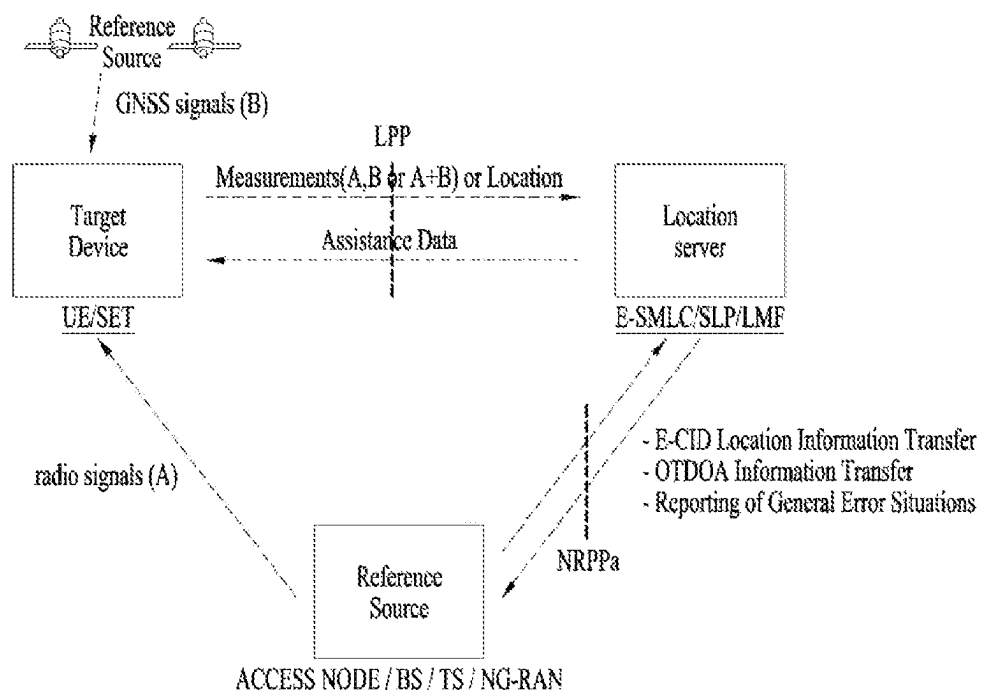 Reference
Source
GNSS signals (B)
LPP
Measurements(A,B or A+B) or Location
Target
Device
Assistance Data
Location
server
UE/SET
E-SMLC/SLP/LMF
radio signals (A)
- E-CID Location Information Transfer
- OTDOA Information Transfer
- Reporting of General Error Situations
NRPPa
Reference
Source
ACCESS NODE / BS / TS / NG-RAN